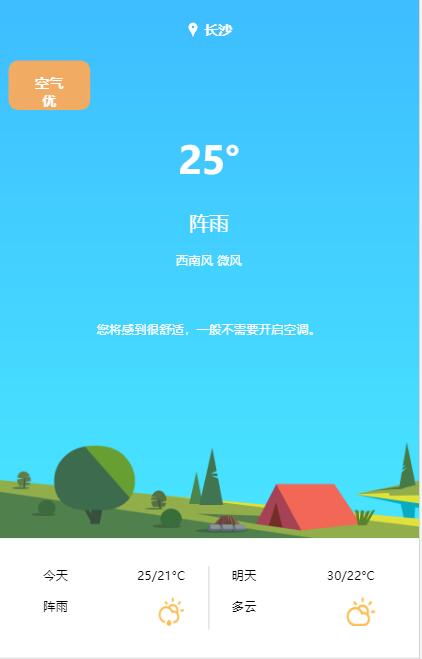 长沙
空气
优
25°
阵雨
西南风 微风
您将感到很舒适，一般不需要开启空调。
今天 25/21°C 明天 30/22°C
阵雨 多云